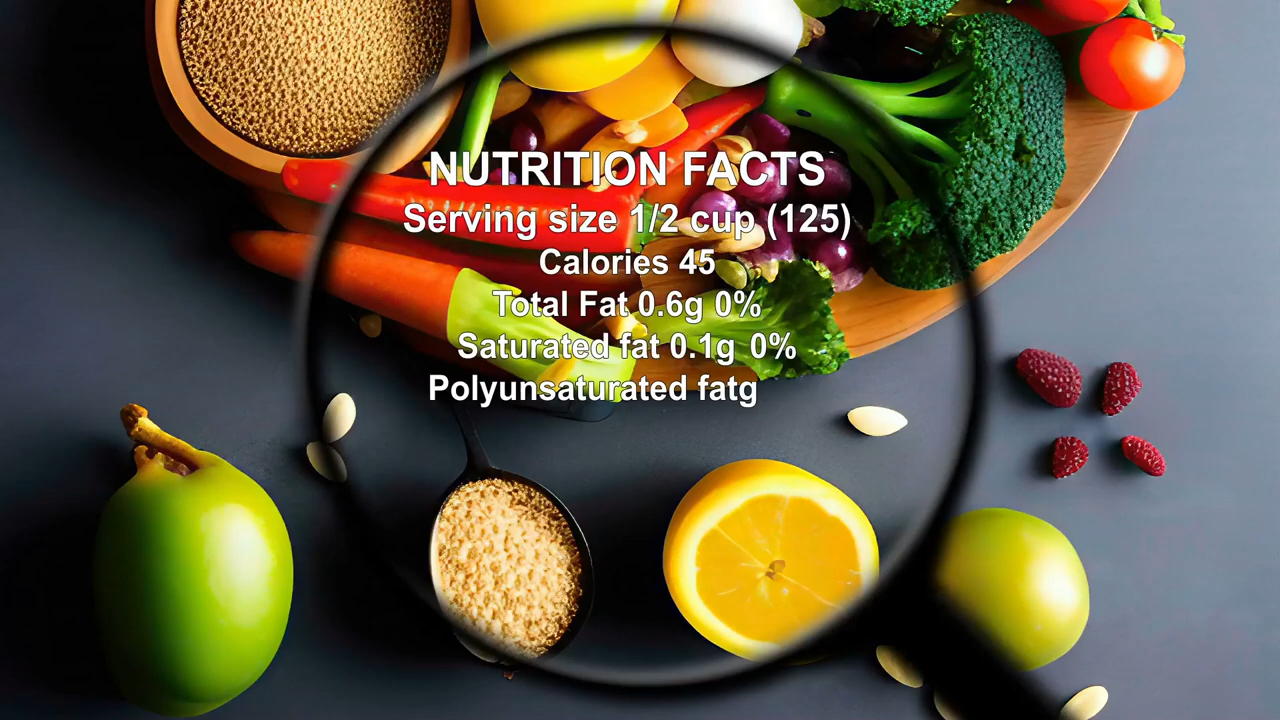 NUTRITION FACTS
Serving size 1/2 cup (125)
Calories 45
Total Fat 0.6g 0%
Saturated fat 0.1g 0%
Polyunsaturated fatg